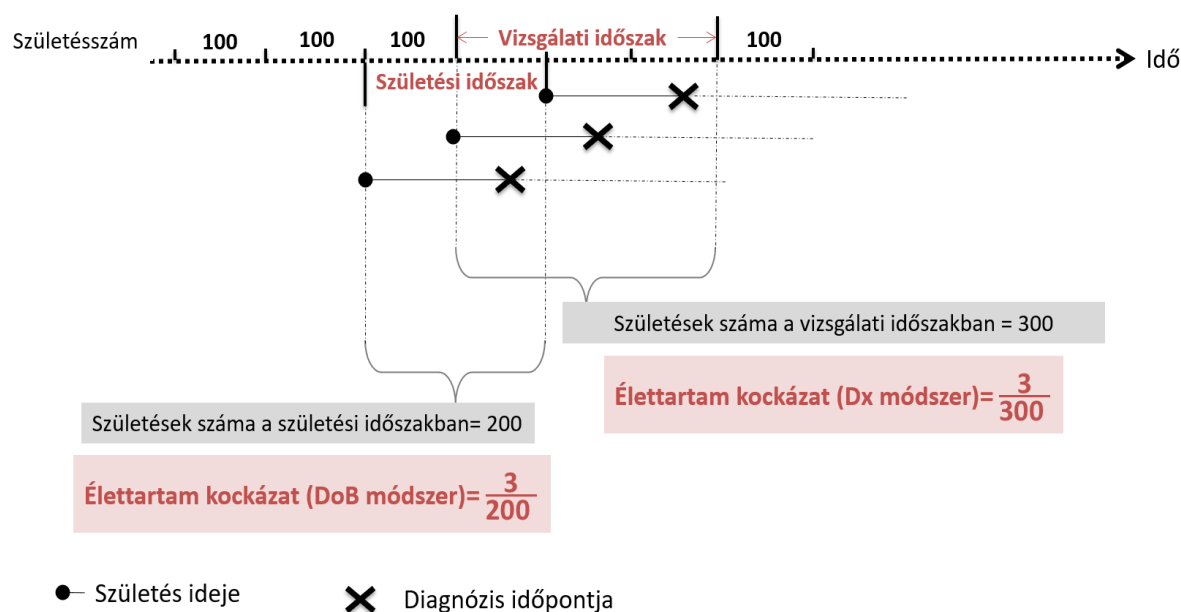 Születésszám 100 100 100 Vizsgálati időszak 100
Idő
Születési időszak
Születések száma a vizsgálati időszakban = 300
Élettartam kockázat (Dx módszer)= 3
300
Születések száma a születési időszakban= 200
Élettartam kockázat (DoB módszer)= 3
200
Születés ideje Diagnózis időpontja